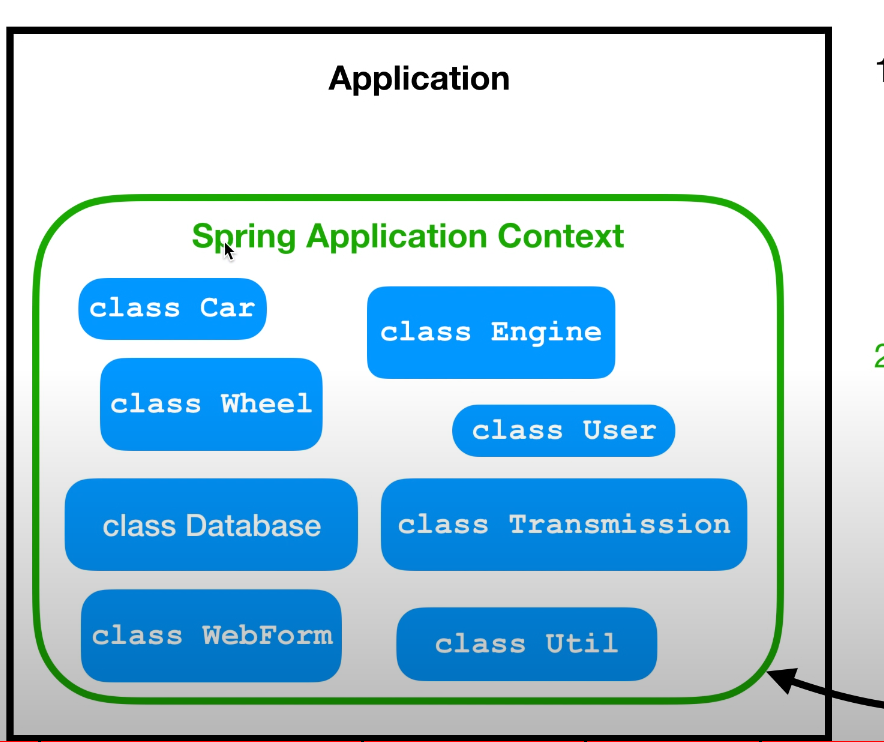 Application
1
Spring Application Context
class Car
class Engine
2
class Wheel
class User
class Database
class Transmission
class WebForm
class Util